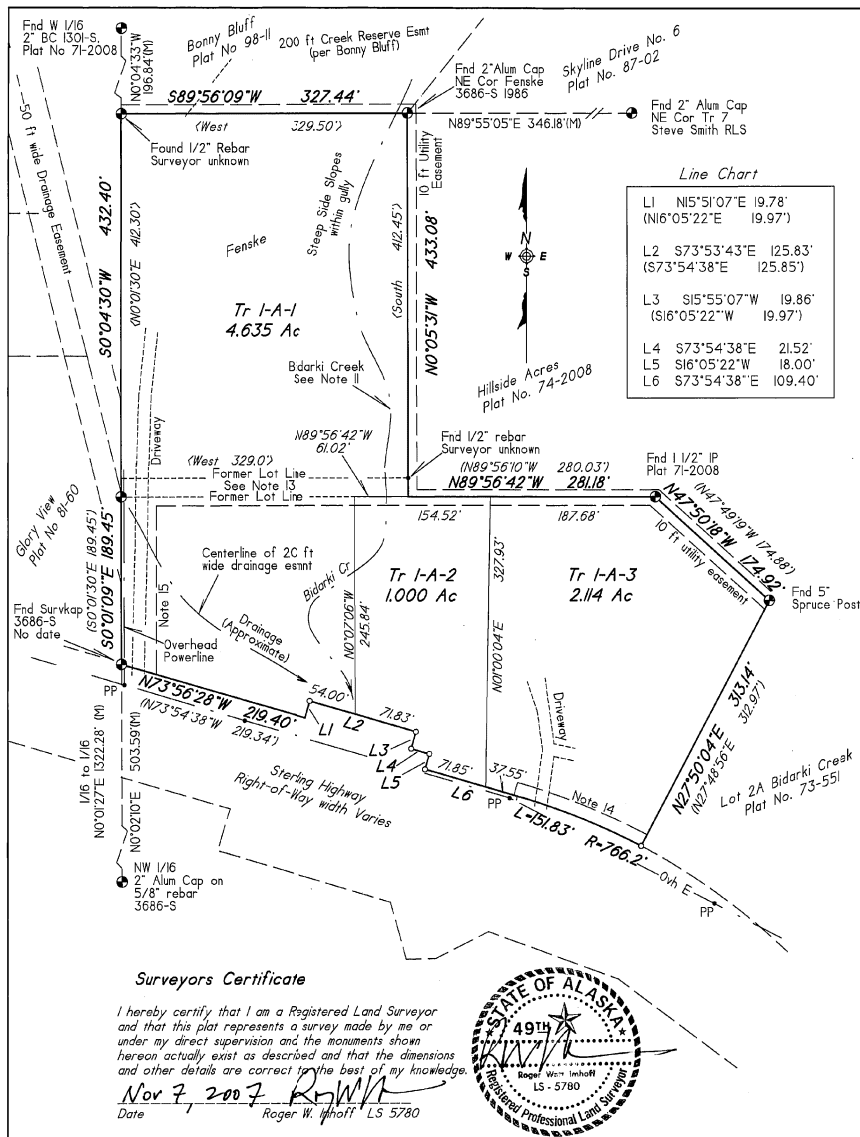 Fnd W 1/16
2" BC 1301-S.
Plat No 71-2008
N0°04'33"W
196.84'(M)
Bonny Bluff
Plat No 98-11
200 ft Creek Reserve Esmt
(per Bonny Bluff)
Fnd 2"Alum Cap
NE Cor Fenske
3686-S 1986
Skyline Drive No. 6
Plat No. 87-02
S89°56'09"W 327.44'
(West 329.50')
N89°55'05"E 346.18'(M)
Fnd 2" Alum Cap
NE Cor Tr 7
Steve Smith RLS
Found 1/2" Rebar
Surveyor unknown
50 ft wide Drainage Easement
S0°04'30"W 432.40'
(N0°01'30"E 412.30')
Fenske
Steep Side Slopes
within gully
10 ft Utility
Easement
(South 412.45')
N0°05'31"W 433.08'
N
W E
S
Line Chart
L1 N15°51'07"E 19.78'
(N16°05'22"E 19.97')
L2 S73°53'43"E 125.83'
(S73°54'38"E 125.85')
L3 S15°55'07"W 19.86'
(S16°05'22"W 19.97')
L4 S73°54'38"E 21.52'
L5 S16°05'22"W 18.00'
L6 S73°54'38"E 109.40'
Tr 1-A-1
4.635 Ac
Bdarki Creek
See Note 11
Hillside Acres
Plat No. 74-2008
Driveway
N89°56'42"W
61.02'
(West 329.0')
Former Lot Line
See Note 13
Former Lot Line
Fnd 1/2" rebar
Surveyor unknown
(N89°56'10"W 280.03')
N89°56'42"W 281.18'
Fnd 1 1/2" IP
Plat 71-2008
154.52'
187.68'
N47°50'18"W 174.92'
(N47°49'19"W 174.88')
10 ft utility easement
Glory View
Plat No 81-60
S0°01'09"E 189.45'
(S0°01'30"E 189.45')
Note 15
Centerline of 2C ft
wide drainage esmnt
Bidarki Cr
Tr 1-A-2
1.000 Ac
327.93'
N01°00'04"E
Tr 1-A-3
2.114 Ac
Fnd 5"
Spruce Post
Fnd Survkap
3686-S
No date
Drainage
(Approximate)
N0°07'06"W
245.84'
Overhead
Powerline
PP
N73°56'28"W 219.40'
(N73°54'38"W 219.34')
54.00'
L1
L2
71.83'
L3
L4
L5
71.85'
L6
37.55'
PP
Driveway
313.14'
312.97')
N27°50'04"E
(N27°48'56"E
Note 14
L=151.83'
R=766.2'
Lot 2A Bidarki Creek
Plat No. 73-551
Sterling Highway
Right-of-Way width Varies
Ovh E
PP
1/16 to 1/16
N0°01'27"E 1322.28' (M)
503.59'(M)
N0°02'10"E
NW 1/16
2" Alum Cap on
5/8" rebar
3686-S
Surveyors Certificate
I hereby certify that I am a Registered Land Surveyor
and that this plat represents a survey made by me or
under my direct supervision and the monuments shown
hereon actually exist as described and that the dimensions
and other details are correct to the best of my knowledge.
Nov 7, 2007
Date
Roger W. Imhoff LS 5780
STATE OF ALASKA
49TH
Roger Imhoff
LS - 5780
Registered Professional Land Surveyor